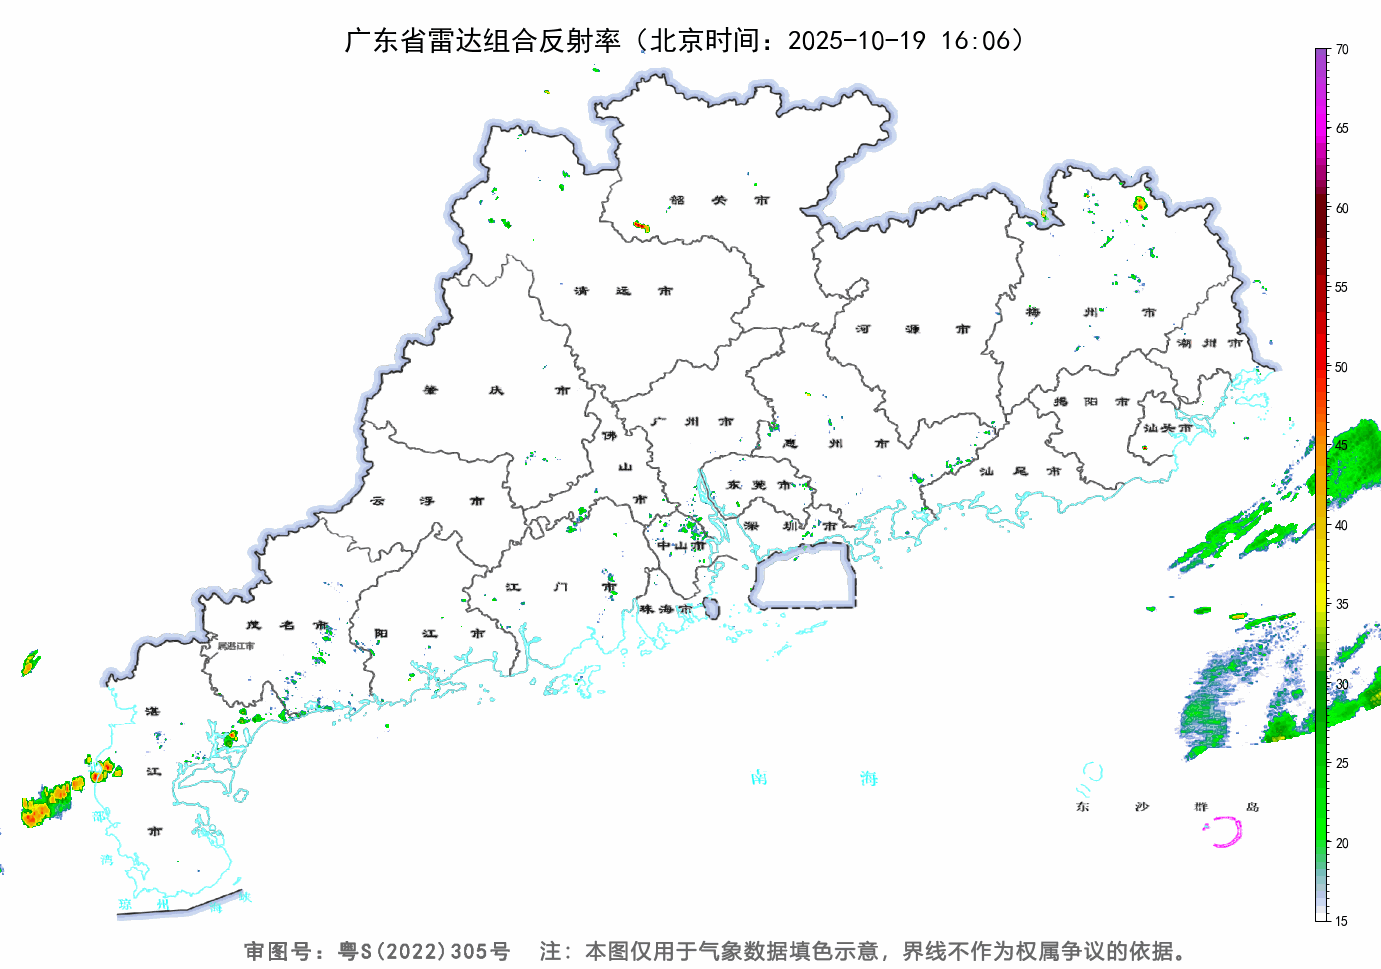 广东省雷达组合反射率（北京时间：2025-10-19 16:06）
70
65
60
55
50
45
40
35
30
25
20
15
韶关市
清远市
河源市
梅州市
潮州市
肇庆市
广州市
揭阳市
汕头市
佛山市
惠州市
汕尾市
东莞市
云浮市
深圳市
中山市
江门市
珠海市
茂名市
阳江市
属湛江市
湛江市
南海
东沙群岛
部湾
琼州海峡
审图号：粤S(2022)305号 注：本图仅用于气象数据填色示意，界线不作为权属争议的依据。